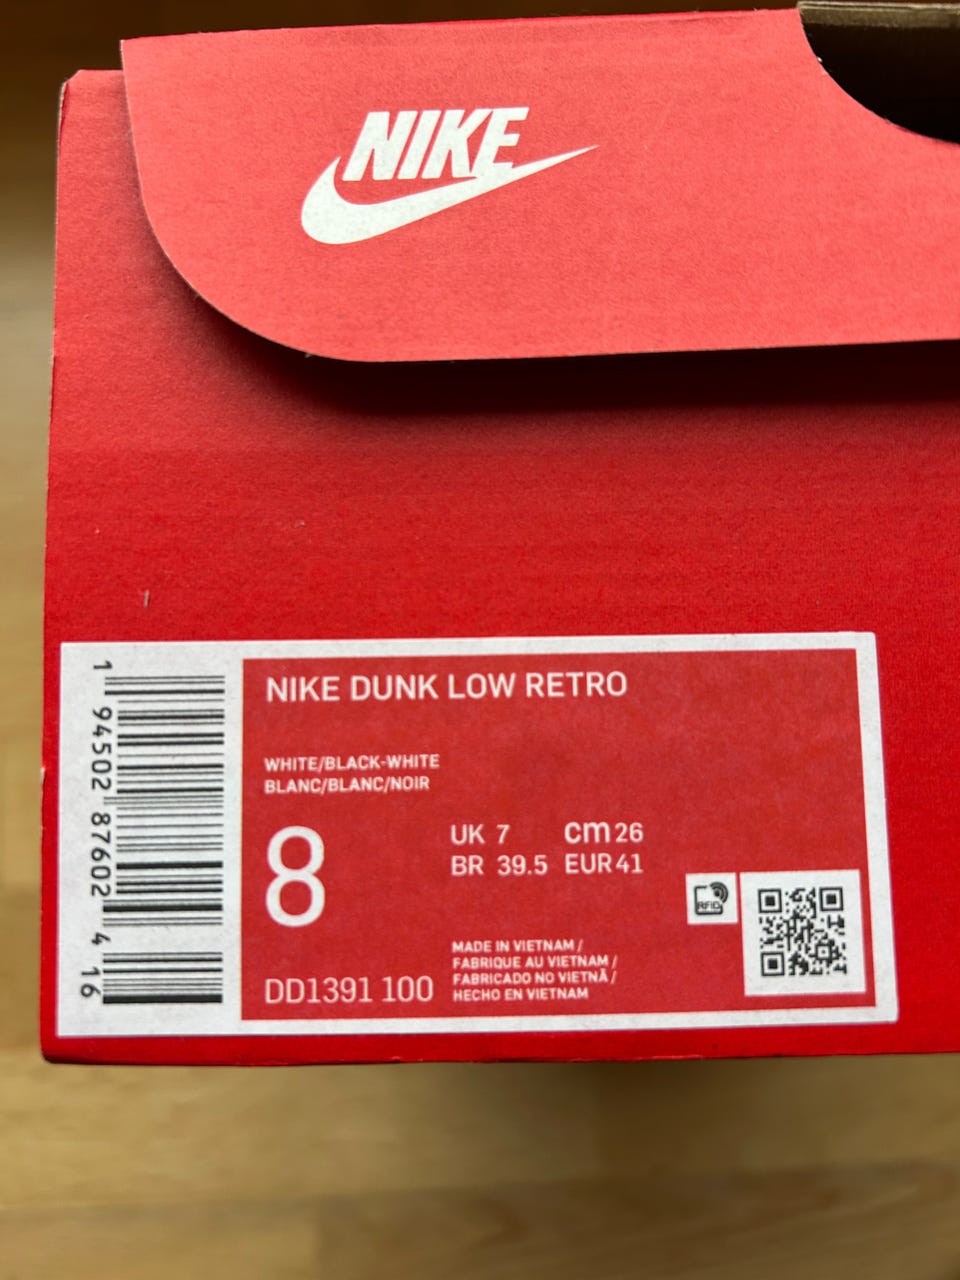 NIKE
NIKE DUNK LOW RETRO
WHITE/BLACK-WHITE
BLANC/BLANC/NOIR
8
UK 7 cm 26
BR 39.5 EUR 41
RFID
DD1391 100
MADE IN VIETNAM /
FABRIQUE AU VIETNAM /
FABRICADO NO VIETNÃ /
HECHO EN VIETNAM
1 94502 87602 4 16